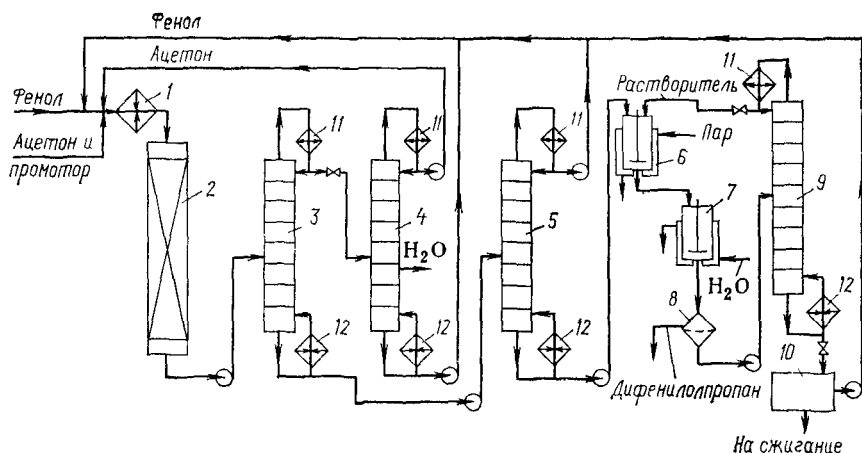 Фенол
Ацетон
Фенол
1
Ацетон и
промотор
2
11
3
12
11
4
H₂O
12
11
5
12
Растворитель
11
Пар
6
7
9
H₂O
8
12
10
Дифенилолпропан
На сжигание